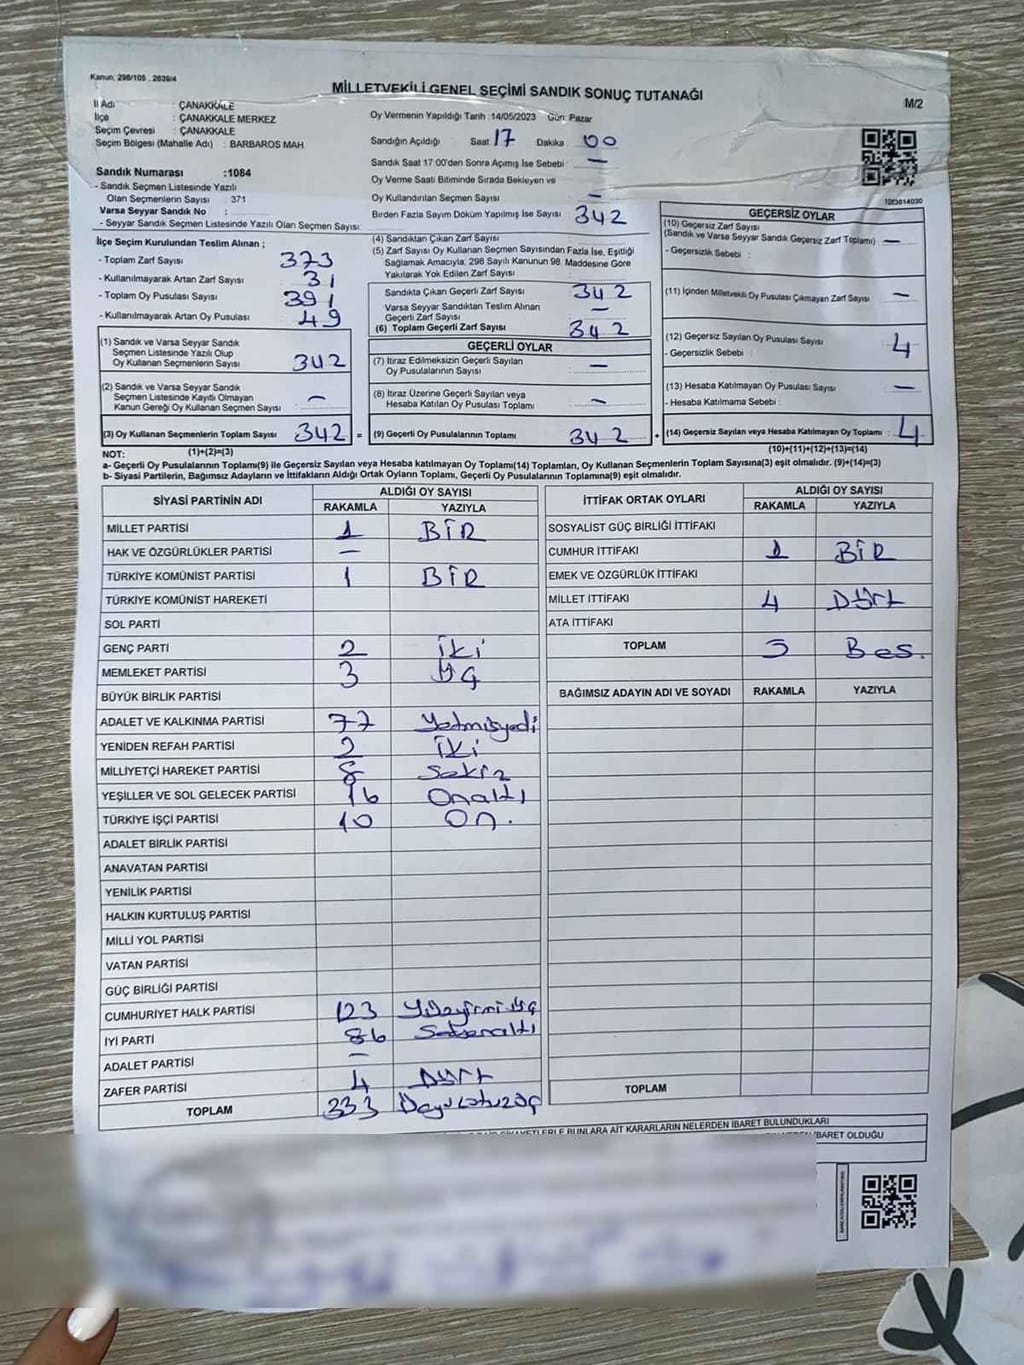 Kanun: 298/105 , 2839/4
MİLLETVEKİLİ GENEL SEÇİMİ SANDIK SONUÇ TUTANAĞI
M/2
İl Adı : ÇANAKKALE
İlçe : ÇANAKKALE MERKEZ
Seçim Çevresi : ÇANAKKALE
Seçim Bölgesi (Mahalle Adı) : BARBAROS MAH.
Oy Vermenin Yapıldığı Tarih :14/05/2023 Gün: Pazar
Sandığın Açıldığı Saat 17 Dakika 00
Sandık Saat 17:00'den Sonra Açımış İse Sebebi : —
Oy Verme Saati Bitiminde Sırada Bekleyen ve
Oy Kullandırılan Seçmen Sayısı —
Birden Fazla Sayım Döküm Yapılmış İse Sayısı 342
Sandık Numarası :1084
- Sandık Seçmen Listesinde Yazılı
Olan Seçmenlerin Sayısı : 371
Varsa Seyyar Sandık No :
- Seyyar Sandık Seçmen Listesinde Yazılı Olan Seçmen Sayısı
İlçe Seçim Kurulundan Teslim Alınan ;
- Toplam Zarf Sayısı 373
- Kullanılmayarak Artan Zarf Sayısı 31
- Toplam Oy Pusulası Sayısı 391
- Kullanılmayarak Artan Oy Pusulası 49
(1) Sandık ve Varsa Seyyar Sandık
Seçmen Listesinde Yazılı Olup
Oy Kullanan Seçmenlerin Sayısı 342
(2) Sandık ve Varsa Seyyar Sandık
Seçmen Listesinde Kayıtlı Olmayan
Kanun Gereği Oy Kullanan Seçmen Sayısı —
(3) Oy Kullanan Seçmenlerin Toplam Sayısı 342 =
(1)+(2)=(3)
(4) Sandıktan Çıkan Zarf Sayısı
(5) Zarf Sayısı Oy Kullanan Seçmen Sayısından Fazla İse, Eşitliği
Sağlamak Amacıyla, 298 Sayılı Kanunun 98. Maddesine Göre
Yakılarak Yok Edilen Zarf Sayısı
Sandıkta Çıkan Geçerli Zarf Sayısı 342
Varsa Seyyar Sandıktan Teslim Alınan
Geçerli Zarf Sayısı —
(6) Toplam Geçerli Zarf Sayısı 342
GEÇERLİ OYLAR
(7) İtiraz Edilmeksizin Geçerli Sayılan
Oy Pusulalarının Sayısı —
(8) İtiraz Üzerine Geçerli Sayılan veya
Hesaba Katılan Oy Pusulası Toplamı —
(9) Geçerli Oy Pusulalarının Toplamı 342 +
1083614030
GEÇERSİZ OYLAR
(10) Geçersiz Zarf Sayısı
(Sandık ve Varsa Seyyar Sandık Geçersiz Zarf Toplamı) —
- Geçersizlik Sebebi :
(11) İçinden Milletvekili Oy Pusulası Çıkmayan Zarf Sayısı —
(12) Geçersiz Sayılan Oy Pusulası Sayısı 4
- Geçersizlik Sebebi :
(13) Hesaba Katılmayan Oy Pusulası Sayısı —
- Hesaba Katılmama Sebebi :
(14) Geçersiz Sayılan veya Hesaba Katılmayan Oy Toplamı : 4
(10)+(11)+(12)+(13)=(14)
NOT:
a- Geçerli Oy Pusulalarının Toplamı(9) ile Geçersiz Sayılan veya Hesaba katılmayan Oy Toplamı(14) Toplamları, Oy Kullanan Seçmenlerin Toplam Sayısına(3) eşit olmalıdır. (9)+(14)=(3)
b- Siyasi Partilerin, Bağımsız Adayların ve İttifakların Aldığı Oyların Toplamı, Geçerli Oy Pusulalarının Toplamına(9) eşit olmalıdır.
SİYASİ PARTİNİN ADI ALDIĞI OY SAYISI
RAKAMLA YAZIYLA
MİLLET PARTİSİ 1 BİR
HAK VE ÖZGÜRLÜKLER PARTİSİ —
TÜRKİYE KOMÜNİST PARTİSİ 1 BİR
TÜRKİYE KOMÜNİST HAREKETİ
SOL PARTİ
GENÇ PARTİ 2 İki
MEMLEKET PARTİSİ 3 üç
BÜYÜK BİRLİK PARTİSİ
ADALET VE KALKINMA PARTİSİ 77 Yetmişyedi
YENİDEN REFAH PARTİSİ 2 İki
MİLLİYETÇİ HAREKET PARTİSİ 8 Sekiz
YEŞİLLER VE SOL GELECEK PARTİSİ 16 Onaltı
TÜRKİYE İŞÇİ PARTİSİ 10 On.
ADALET BİRLİK PARTİSİ
ANAVATAN PARTİSİ
YENİLİK PARTİSİ
HALKIN KURTULUŞ PARTİSİ
MİLLİ YOL PARTİSİ
VATAN PARTİSİ
GÜÇ BİRLİĞİ PARTİSİ
CUMHURİYET HALK PARTİSİ 123 Yüzyirmi üç
İYİ PARTİ 86 Seksenaltı
ADALET PARTİSİ —
ZAFER PARTİSİ 4 Dört
TOPLAM 333
İTTİFAK ORTAK OYLARI ALDIĞI OY SAYISI
RAKAMLA YAZIYLA
SOSYALİST GÜÇ BİRLİĞİ İTTİFAKI
CUMHUR İTTİFAKI 1 BİR
EMEK VE ÖZGÜRLÜK İTTİFAKI
MİLLET İTTİFAKI 4 Dört
ATA İTTİFAKI
TOPLAM 5 Beş.
BAĞIMSIZ ADAYIN ADI VE SOYADI RAKAMLA YAZIYLA
TOPLAM
BUNLARA AİT KARARLARIN NELERDEN İBARET BULUNDUKLARI
İBARET OLDUĞU